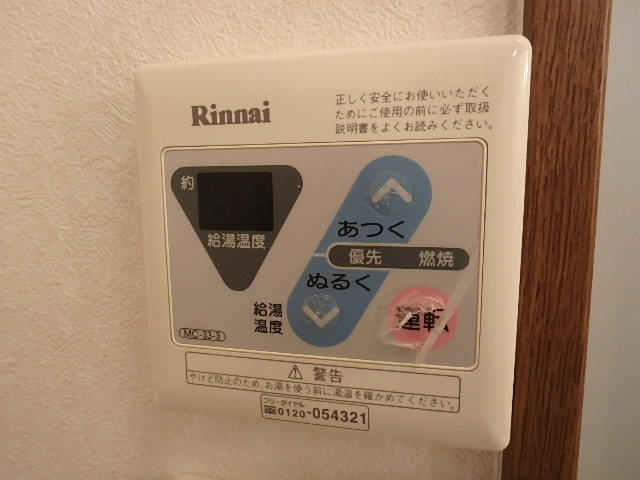 Rinnai
正しく安全にお使いいただく
ためにご使用の前に必ず取扱
説明書をよくお読みください。
約
給湯温度
あつく
優先 燃焼
ぬるく
給湯
温度
運転
MC-33-3
⚠ 警告
やけど防止のため、お湯を使う前に湯温を確かめてください。
フリーダイヤル
0120-054321